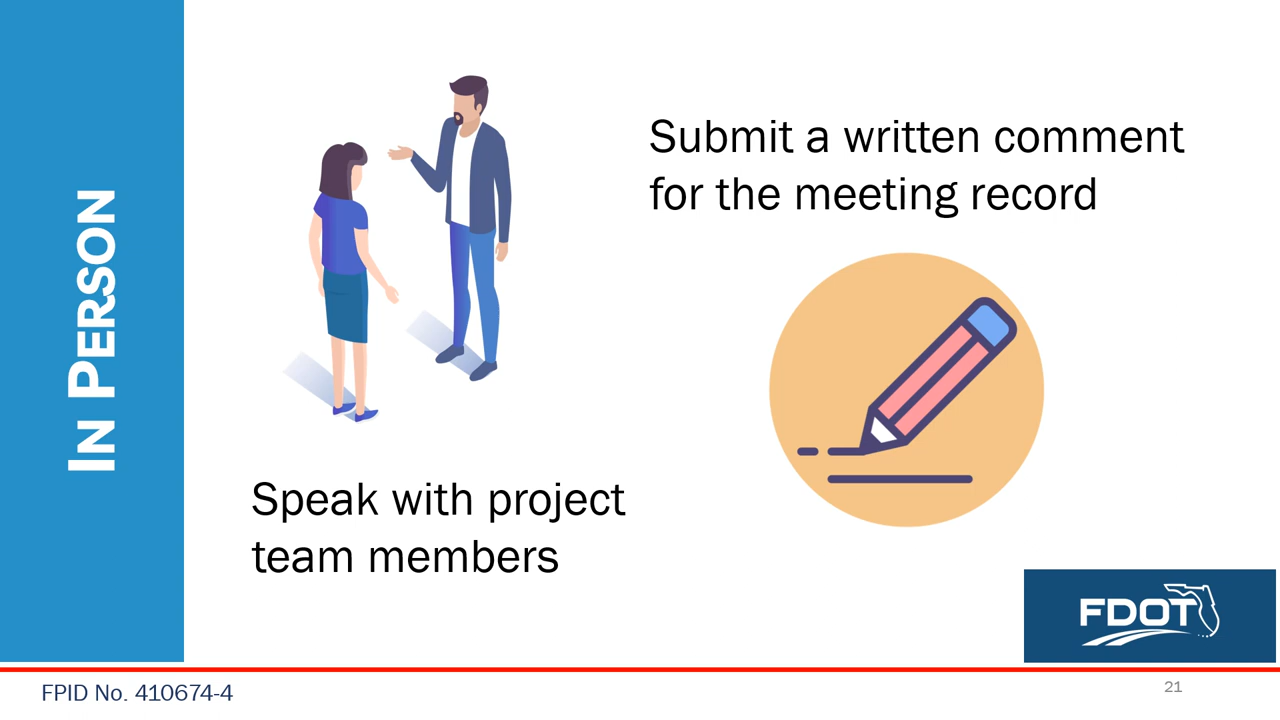 IN PERSON
Submit a written comment
for the meeting record
Speak with project
team members
FDOT
FPID No. 410674-4
21